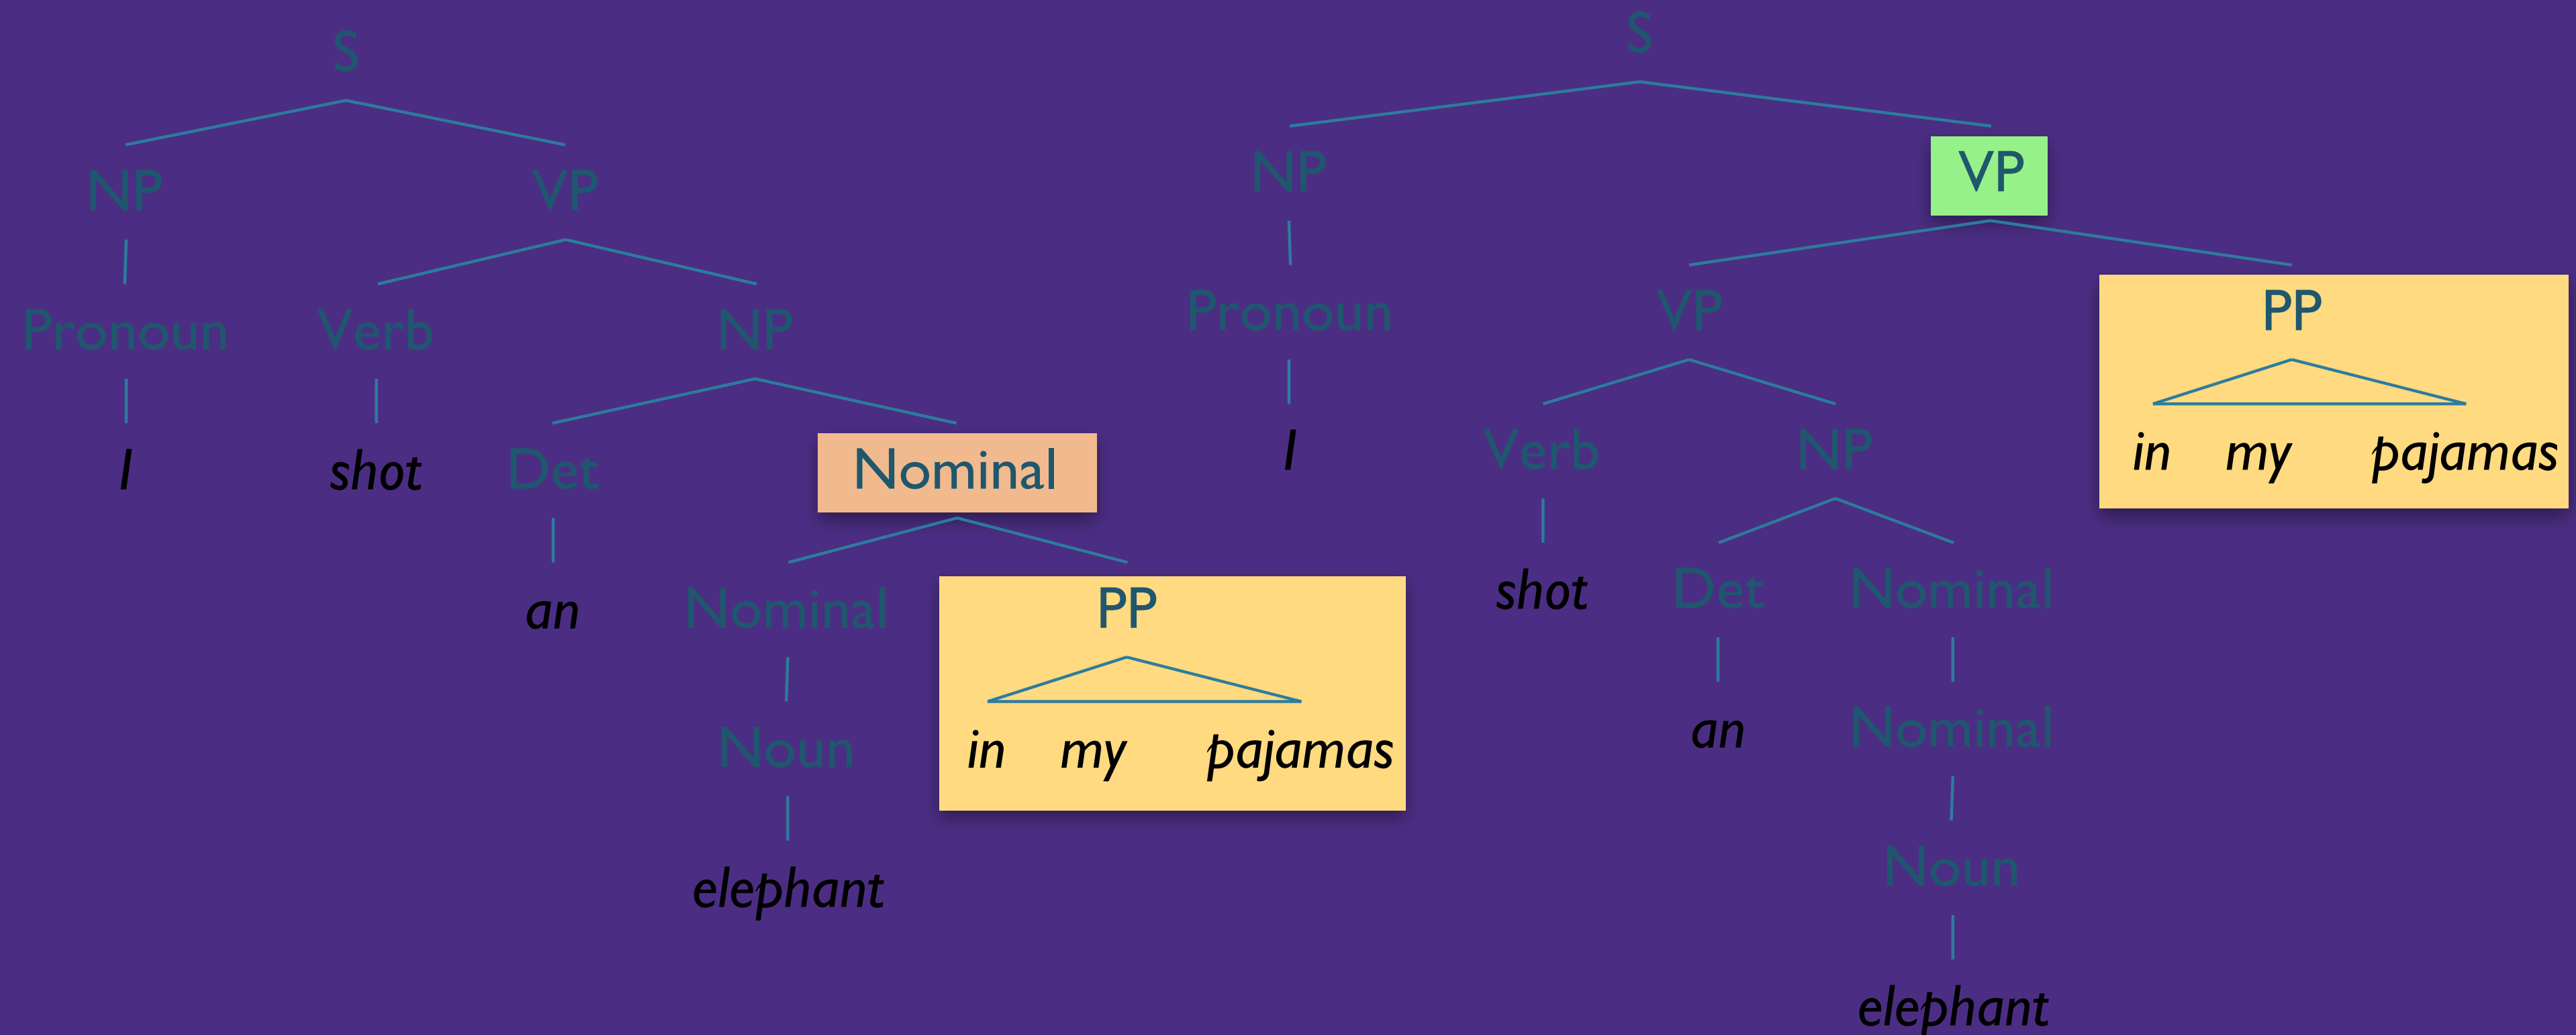 S
NP VP
Pronoun Verb NP
I shot Det Nominal
an Nominal PP
Noun in my pajamas
elephant
S
NP VP
Pronoun VP PP
I Verb NP in my pajamas
shot Det Nominal
an Nominal
Noun
elephant